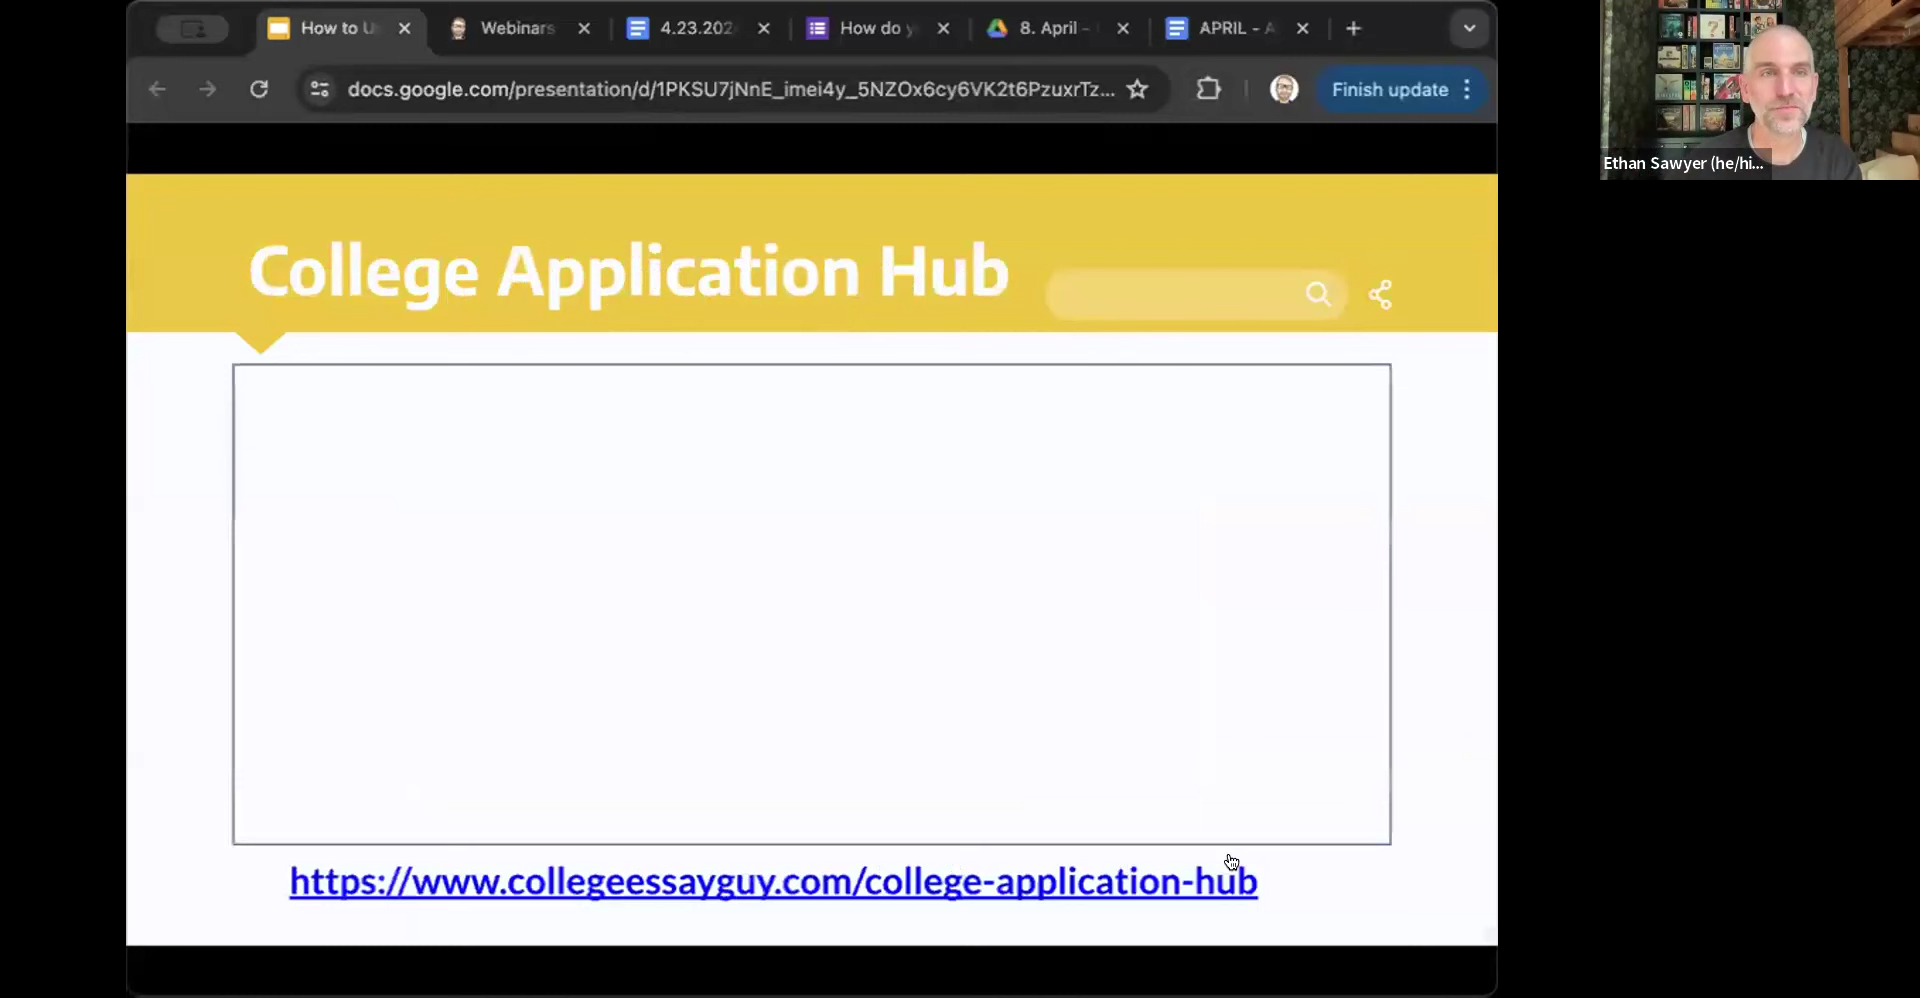 How to U
Webinars
4.23.202
How do y
8. April -
APRIL - A
docs.google.com/presentation/d/1PKSU7jNnE_imei4y_5NZOx6cy6VK2t6PzuxrTz...
Finish update
Ethan Sawyer (he/hi...
College Application Hub
https://www.collegeessayguy.com/college-application-hub